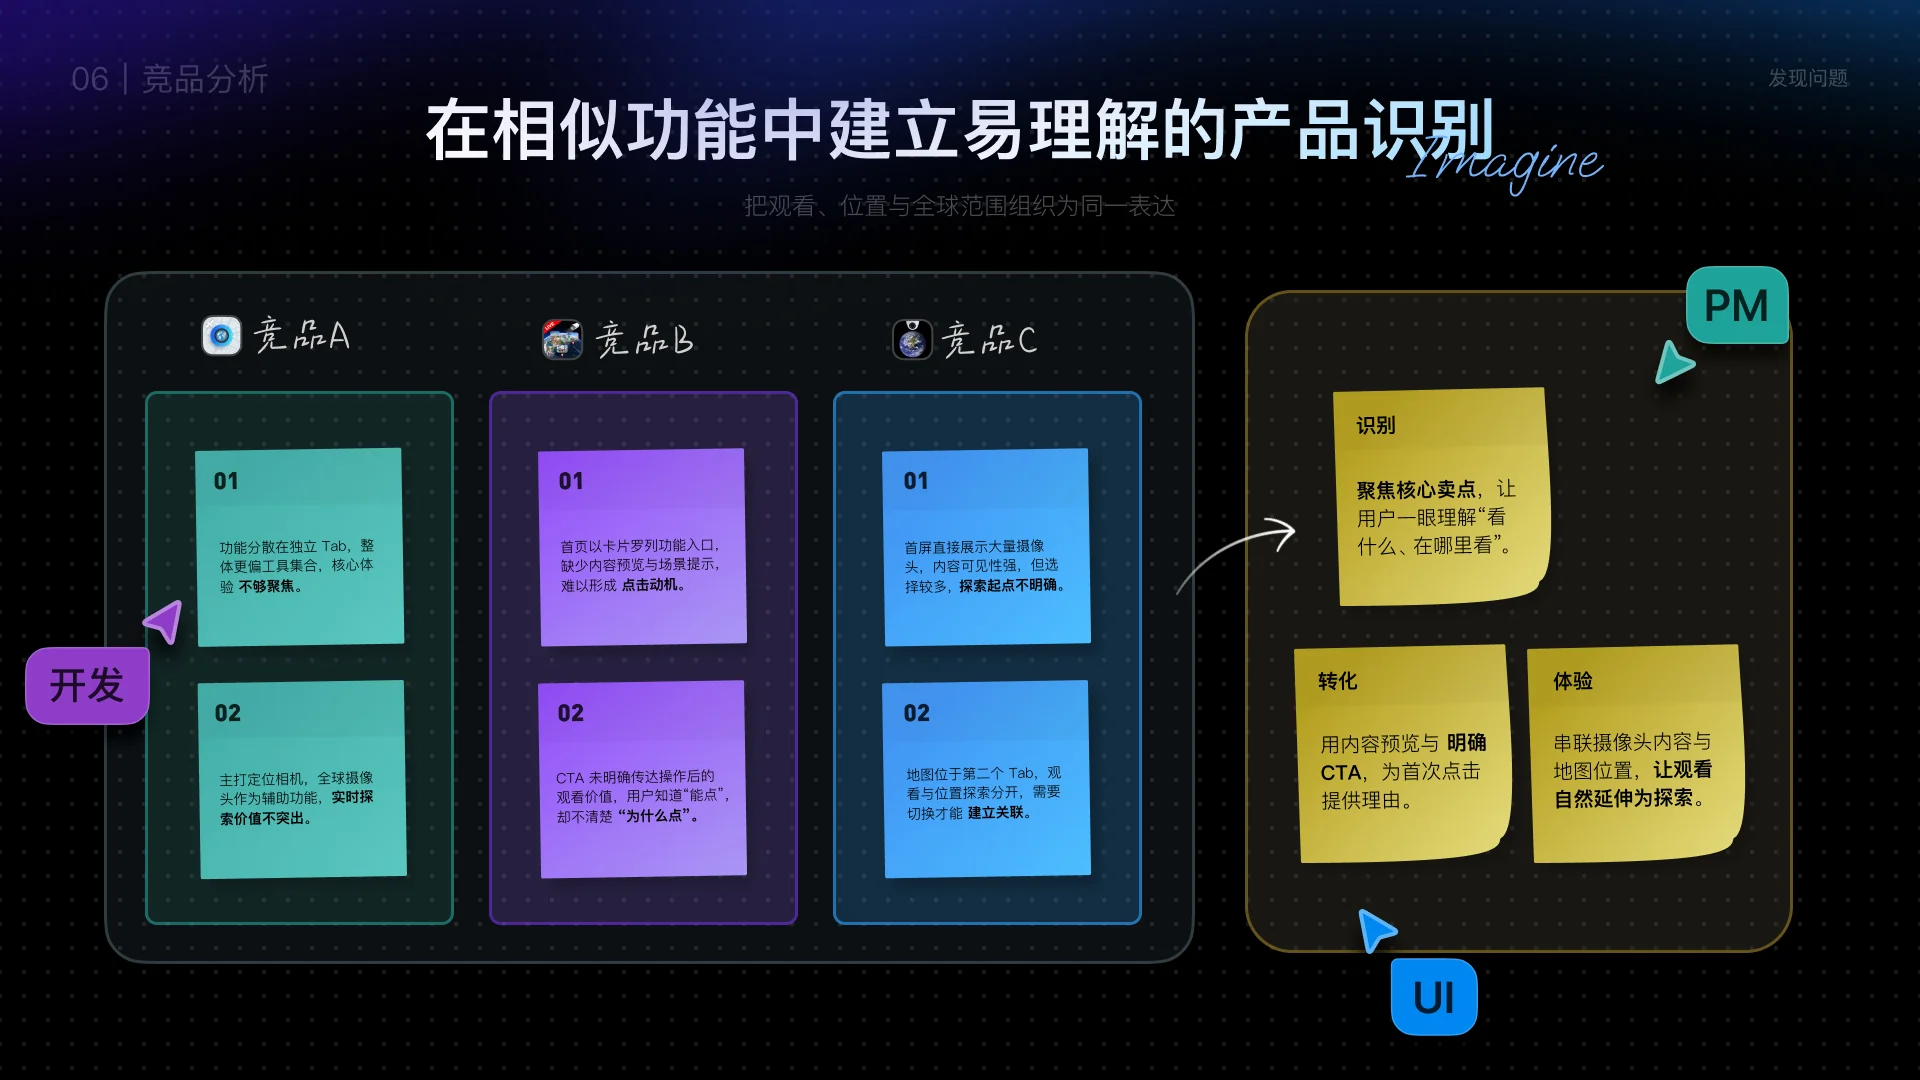 06 | 竞品分析
发现问题
在相似功能中建立易理解的产品识别
Imagine
把观看、位置与全球范围组织为同一表达
竞品A
01
功能分散在独立 Tab，整
体更偏工具集合，核心体
验 不够聚焦。
02
主打定位相机，全球摄像
头作为辅助功能，实时探
索价值不突出。
竞品B
01
首页以卡片罗列功能入口，
缺少内容预览与场景提示，
难以形成 点击动机。
02
CTA 未明确传达操作后的
观看价值，用户知道“能点”，
却不清楚 “为什么点”。
竞品C
01
首屏直接展示大量摄像
头，内容可见性强，但选
择较多，探索起点不明确。
02
地图位于第二个 Tab，观
看与位置探索分开，需要
切换才能 建立关联。
开发
PM
识别
聚焦核心卖点，让
用户一眼理解“看
什么、在哪里看”。
转化
用内容预览与 明确
CTA，为首次点击
提供理由。
体验
串联摄像头内容与
地图位置，让观看
自然延伸为探索。
UI